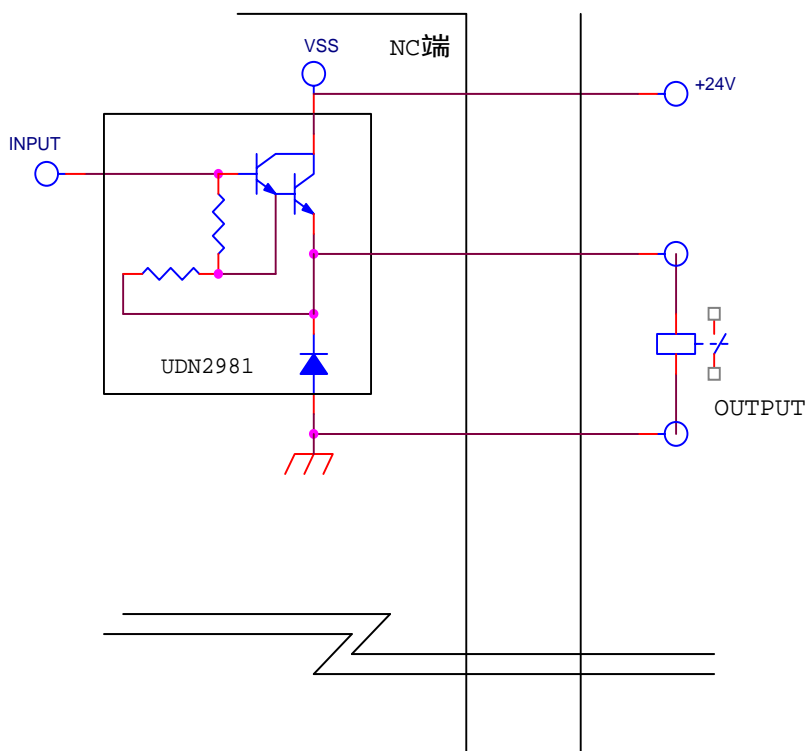 NC端
VSS
+24V
INPUT
UDN2981
OUTPUT